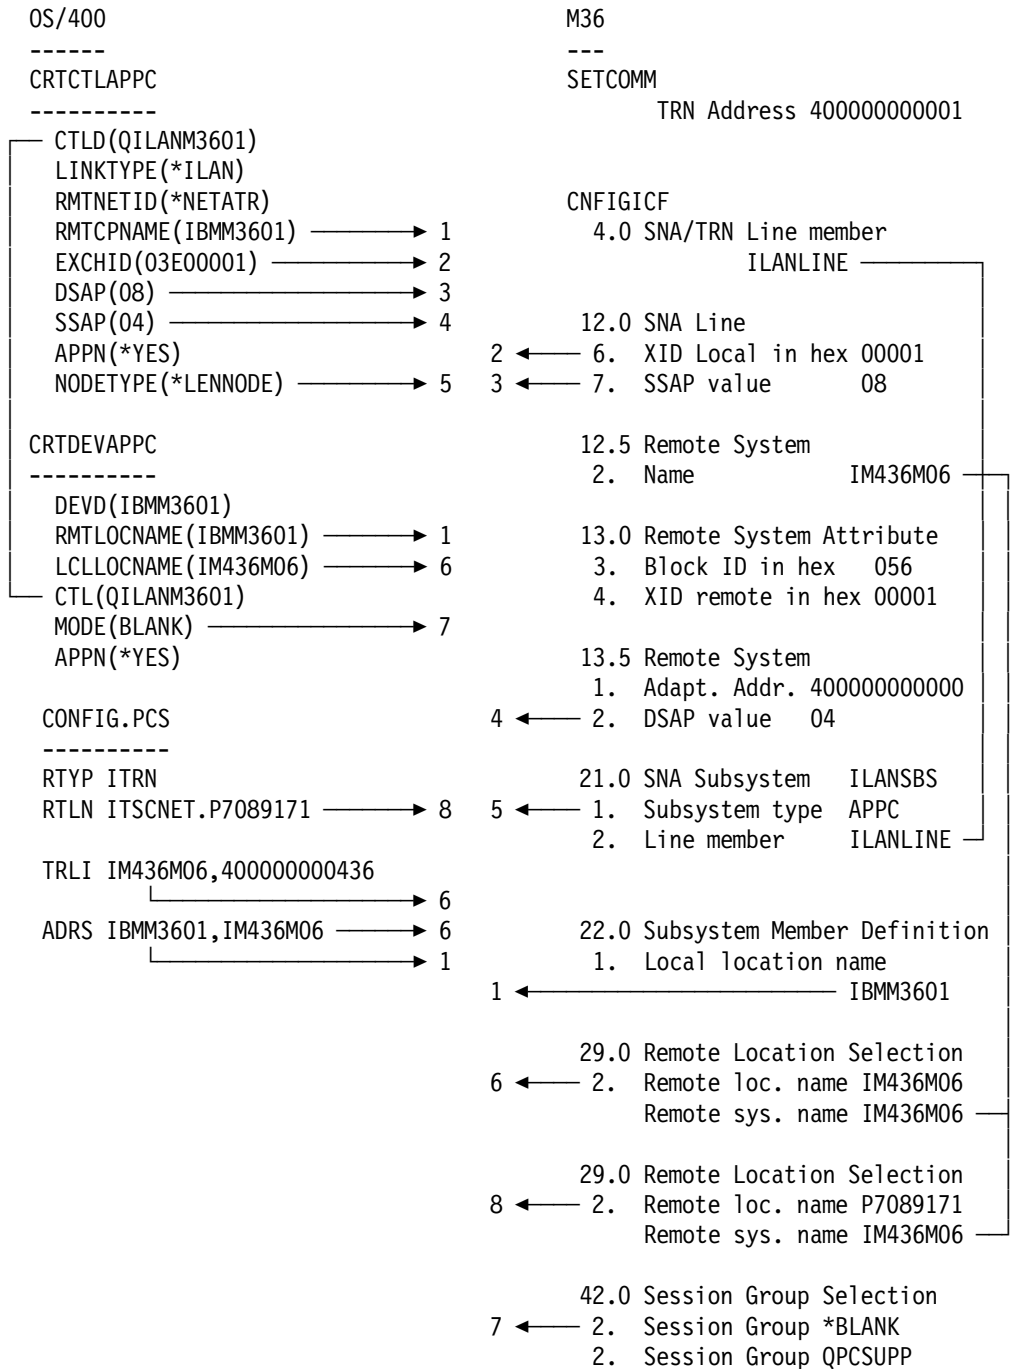 OS/400
------
CRTCTLAPPC
----------
CTLD(QILANM3601)
LINKTYPE(*ILAN)
RMTNETID(*NETATR)
RMTCPNAME(IBMM3601) 1
EXCHID(03E00001) 2
DSAP(08) 3
SSAP(04) 4
APPN(*YES)
NODETYPE(*LENNODE) 5
CRTDEVAPPC
----------
DEVD(IBMM3601)
RMTLOCNAME(IBMM3601) 1
LCLLOCNAME(IM436M06) 6
CTL(QILANM3601)
MODE(BLANK) 7
APPN(*YES)
CONFIG.PCS
----------
RTYP ITRN
RTLN ITSCNET.P7089171 8
TRLI IM436M06,400000000436
6
ADRS IBMM3601,IM436M06 6
1
M36
---
SETCOMM
TRN Address 400000000001
CNFIGICF
4.0 SNA/TRN Line member
ILANLINE
12.0 SNA Line
2 6. XID Local in hex 00001
3 7. SSAP value 08
12.5 Remote System
2. Name IM436M06
13.0 Remote System Attribute
3. Block ID in hex 056
4. XID remote in hex 00001
13.5 Remote System
1. Adapt. Addr. 400000000000
4 2. DSAP value 04
21.0 SNA Subsystem ILANSBS
5 1. Subsystem type APPC
2. Line member ILANLINE
22.0 Subsystem Member Definition
1. Local location name
1 IBMM3601
29.0 Remote Location Selection
6 2. Remote loc. name IM436M06
Remote sys. name IM436M06
29.0 Remote Location Selection
8 2. Remote loc. name P7089171
Remote sys. name IM436M06
42.0 Session Group Selection
7 2. Session Group *BLANK
2. Session Group QPCSUPP